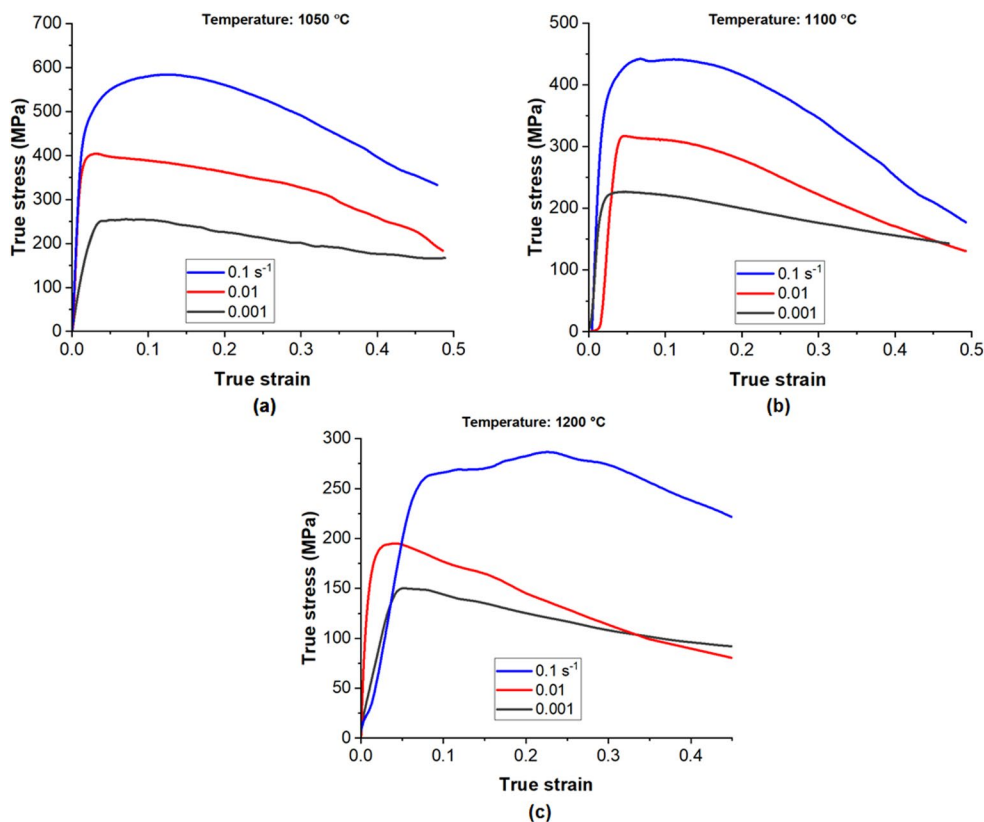 Temperature: 1050 °C
700
600
500
400
300
200
100
0
True stress (MPa)
0.1 s-1
0.01
0.001
0.0 0.1 0.2 0.3 0.4 0.5
True strain
(a)
Temperature: 1100 °C
500
400
300
200
100
0
True stress (MPa)
0.1 s-1
0.01
0.001
0.0 0.1 0.2 0.3 0.4 0.5
True strain
(b)
Temperature: 1200 °C
300
250
200
150
100
50
0
True stress (MPa)
0.1 s-1
0.01
0.001
0.0 0.1 0.2 0.3 0.4
True strain
(c)